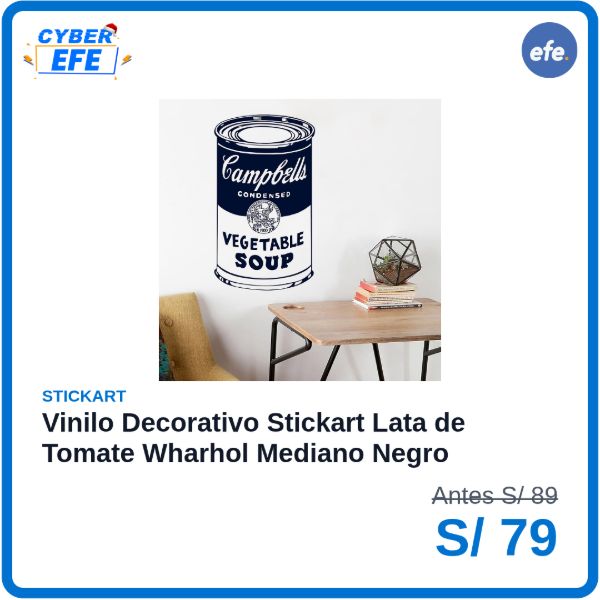 CYBER
EFE
efe.
Campbell's
CONDENSED
VEGETABLE
SOUP
STICKART
Vinilo Decorativo Stickart Lata de
Tomate Wharhol Mediano Negro
Antes S/ 89
S/ 79